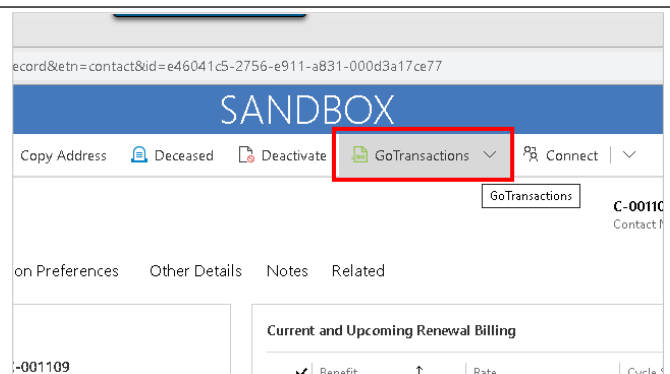 ecord&etn=contact&id=e46041c5-2756-e911-a831-000d3a17ce77
SANDBOX
Copy Address Deceased Deactivate GoTransactions Connect
GoTransactions
C-00110
Contact
on Preferences Other Details Notes Related
Current and Upcoming Renewal Billing
-001109
Benefit Rate Cycle